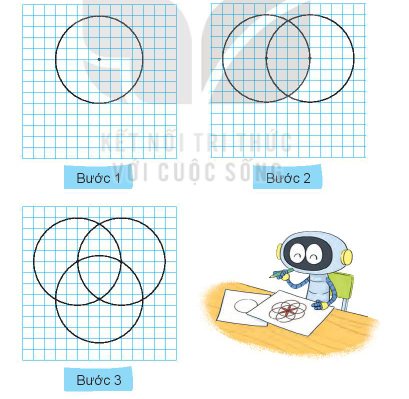 KẾT NỐI TRI THỨC
VỚI CUỘC SỐNG
Bước 1
Bước 2
Bước 3